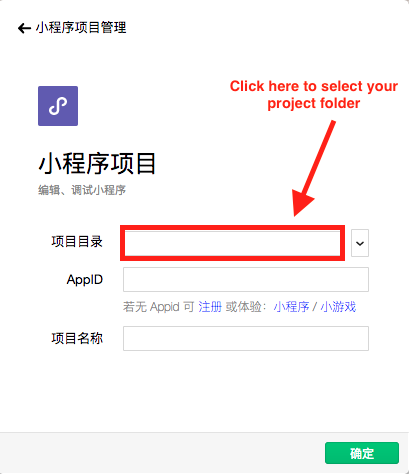 小程序项目管理
Click here to select your
project folder
小程序项目
编辑、调试小程序
项目目录
AppID
若无 Appid 可 注册 或体验：小程序 / 小游戏
项目名称
确定